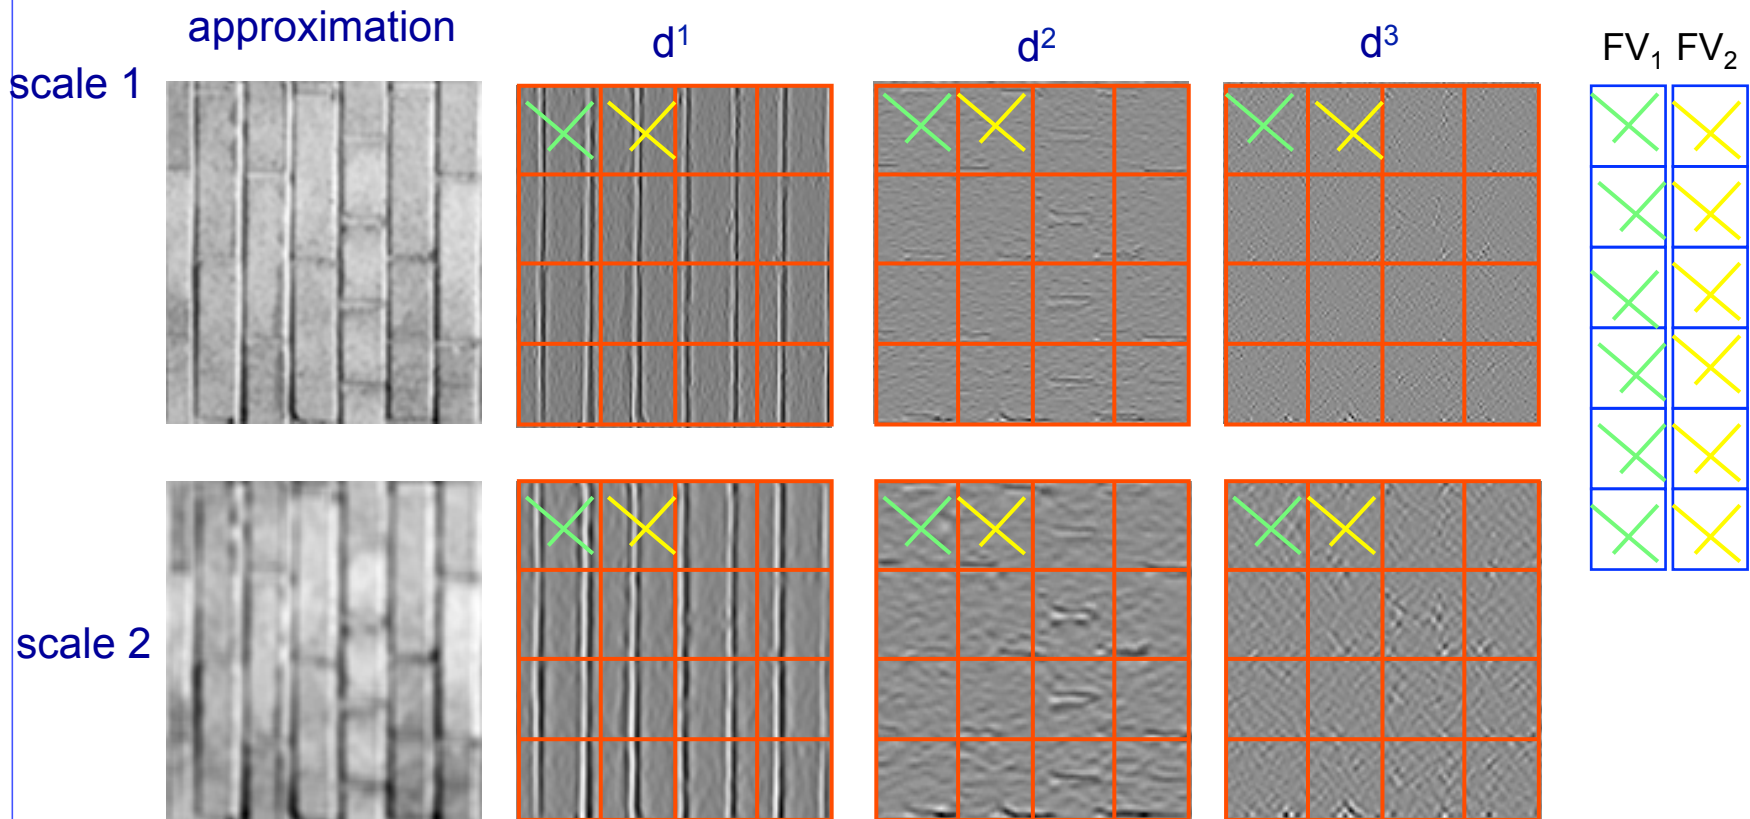 approximation
d¹
d²
d³
FV₁ FV₂
scale 1
scale 2